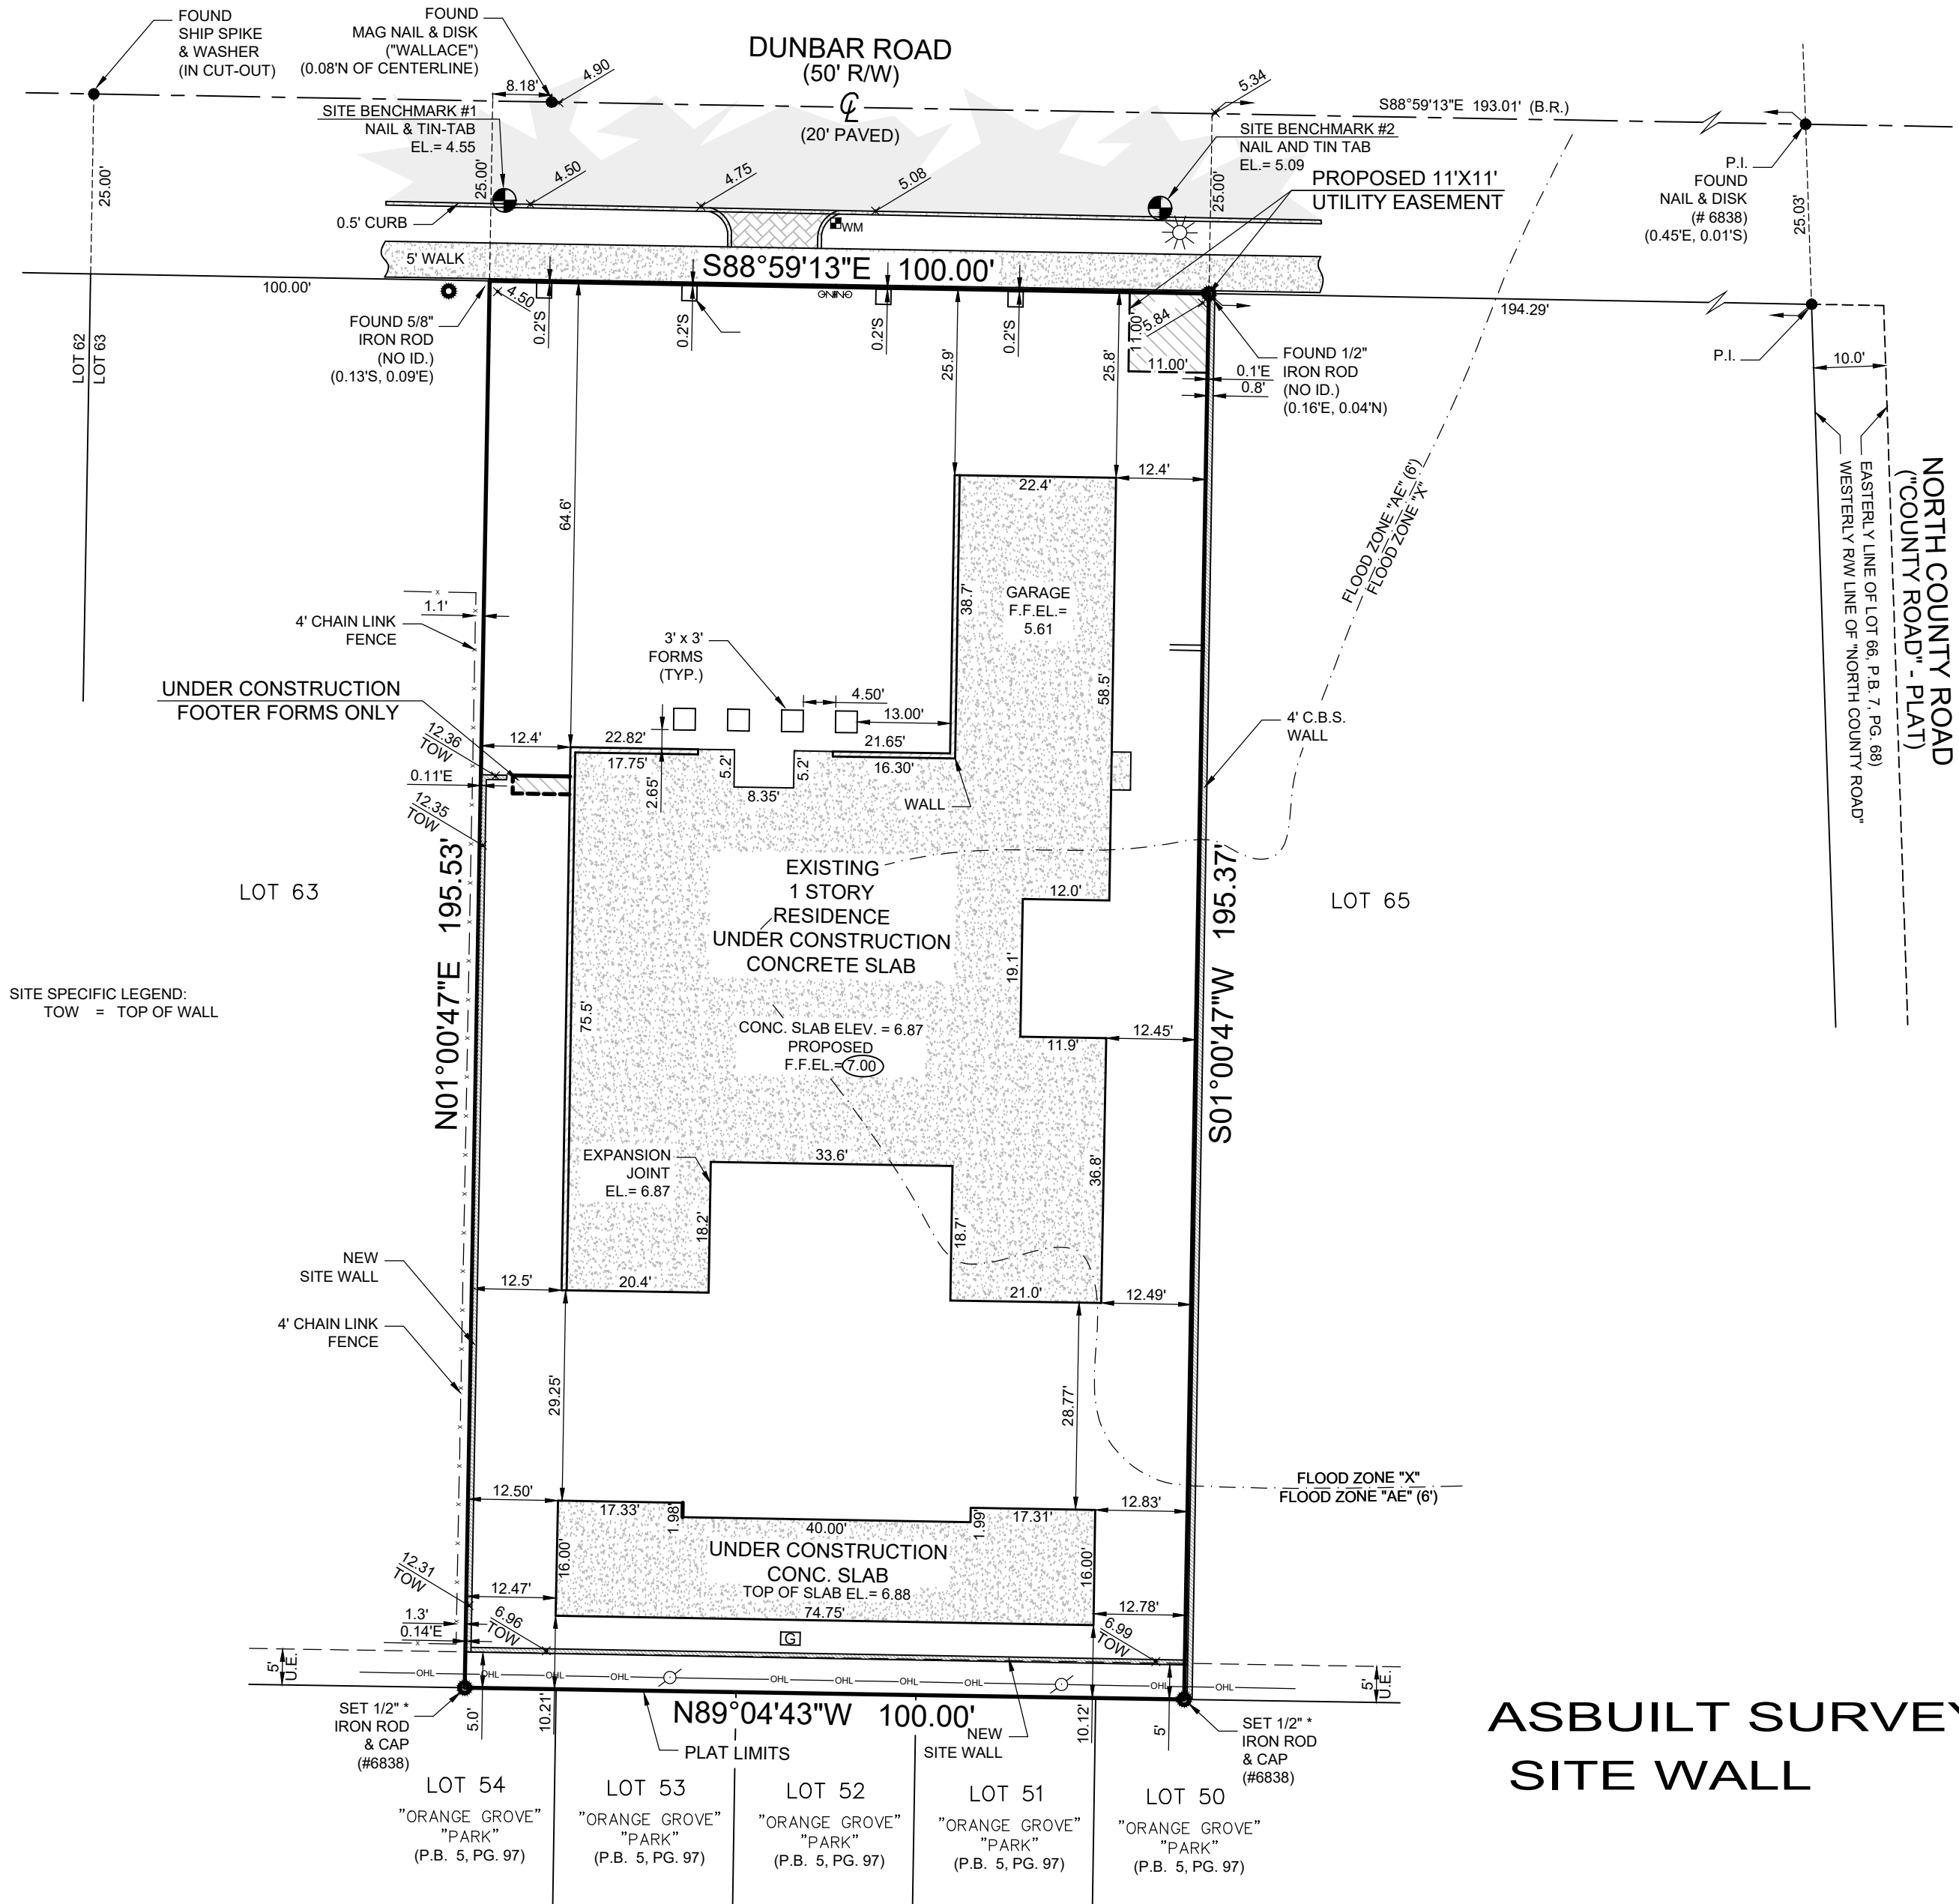 FOUND
SHIP SPIKE
& WASHER
(IN CUT-OUT)
FOUND
MAG NAIL & DISK
("WALLACE")
(0.08'N OF CENTERLINE)
DUNBAR ROAD
(50' R/W)
℄
(20' PAVED)
8.18'
4.90
5.34
S88°59'13"E 193.01' (B.R.)
SITE BENCHMARK #1
NAIL & TIN-TAB
EL.= 4.55
SITE BENCHMARK #2
NAIL AND TIN TAB
EL.= 5.09
PROPOSED 11'X11'
UTILITY EASEMENT
P.I.
FOUND
NAIL & DISK
(# 6838)
(0.45'E, 0.01'S)
25.00'
25.00'
25.00'
25.03'
4.50
4.75
5.08
0.5' CURB
WM
5' WALK
S88°59'13"E 100.00'
100.00'
194.29'
4.50
0.2'S
0.2'S
0.2'S
0.2'S
FOUND 5/8"
IRON ROD
(NO ID.)
(0.13'S, 0.09'E)
LOT 62
LOT 63
25.9'
25.8'
11.00'
5.84
11.00'
0.1'E
0.8'
FOUND 1/2"
IRON ROD
(NO ID.)
(0.16'E, 0.04'N)
P.I.
10.0'
EASTERLY LINE OF LOT 66, P.B. 7, PG. 68)
WESTERLY R/W LINE OF "NORTH COUNTY ROAD"
NORTH COUNTY ROAD
("COUNTY ROAD" - PLAT)
64.6'
12.4'
22.4'
FLOOD ZONE "AE" (6')
FLOOD ZONE "X"
GARAGE
F.F.EL.=
5.61
38.7'
58.5'
1.1'
4' CHAIN LINK
FENCE
3' x 3'
FORMS
(TYP.)
4.50'
13.00'
UNDER CONSTRUCTION
FOOTER FORMS ONLY
4' C.B.S.
WALL
12.36
TOW
12.4'
22.82'
17.75'
21.65'
16.30'
0.11'E
2.65'
5.2'
5.2'
8.35'
WALL
12.35
TOW
EXISTING
1 STORY
RESIDENCE
UNDER CONSTRUCTION
CONCRETE SLAB
12.0'
19.1'
LOT 63
LOT 65
N01°00'47"E 195.53'
S01°00'47"W 195.37'
SITE SPECIFIC LEGEND:
TOW = TOP OF WALL
75.5'
CONC. SLAB ELEV. = 6.87
PROPOSED
F.F.EL.= 7.00
11.9'
12.45'
EXPANSION
JOINT
EL.= 6.87
33.6'
36.8'
18.2'
18.7'
NEW
SITE WALL
12.5'
20.4'
21.0'
12.49'
4' CHAIN LINK
FENCE
29.25'
28.77'
FLOOD ZONE "X"
FLOOD ZONE "AE" (6')
12.50'
17.33'
1.98'
40.00'
1.99'
17.31'
12.83'
UNDER CONSTRUCTION
CONC. SLAB
TOP OF SLAB EL.= 6.88
16.00'
16.00'
12.31
TOW
12.47'
74.75'
12.78'
1.3'
0.14'E
6.96
TOW
G
6.99
TOW
5'
U.E.
OHL OHL OHL OHL OHL OHL OHL OHL OHL OHL
5'
U.E.
SET 1/2" *
IRON ROD
& CAP
(#6838)
5.0'
10.21'
N89°04'43"W 100.00'
PLAT LIMITS
NEW
SITE WALL
10.12'
5'
SET 1/2" *
IRON ROD
& CAP
(#6838)
ASBUILT SURVEY
SITE WALL
LOT 54
"ORANGE GROVE"
"PARK"
(P.B. 5, PG. 97)
LOT 53
"ORANGE GROVE"
"PARK"
(P.B. 5, PG. 97)
LOT 52
"ORANGE GROVE"
"PARK"
(P.B. 5, PG. 97)
LOT 51
"ORANGE GROVE"
"PARK"
(P.B. 5, PG. 97)
LOT 50
"ORANGE GROVE"
"PARK"
(P.B. 5, PG. 97)